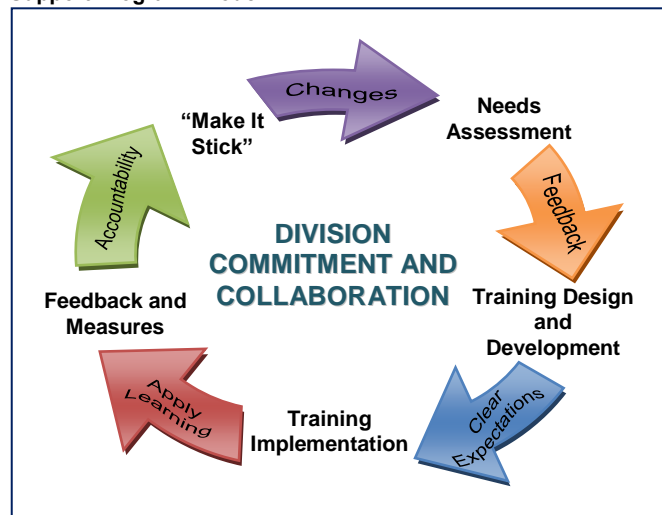 Changes
Needs
Assessment
Feedback
Training Design
and
Development
Clear
Expectations
Training
Implementation
Apply
Learning
Feedback and
Measures
Accountability
“Make It
Stick”
DIVISION
COMMITMENT AND
COLLABORATION